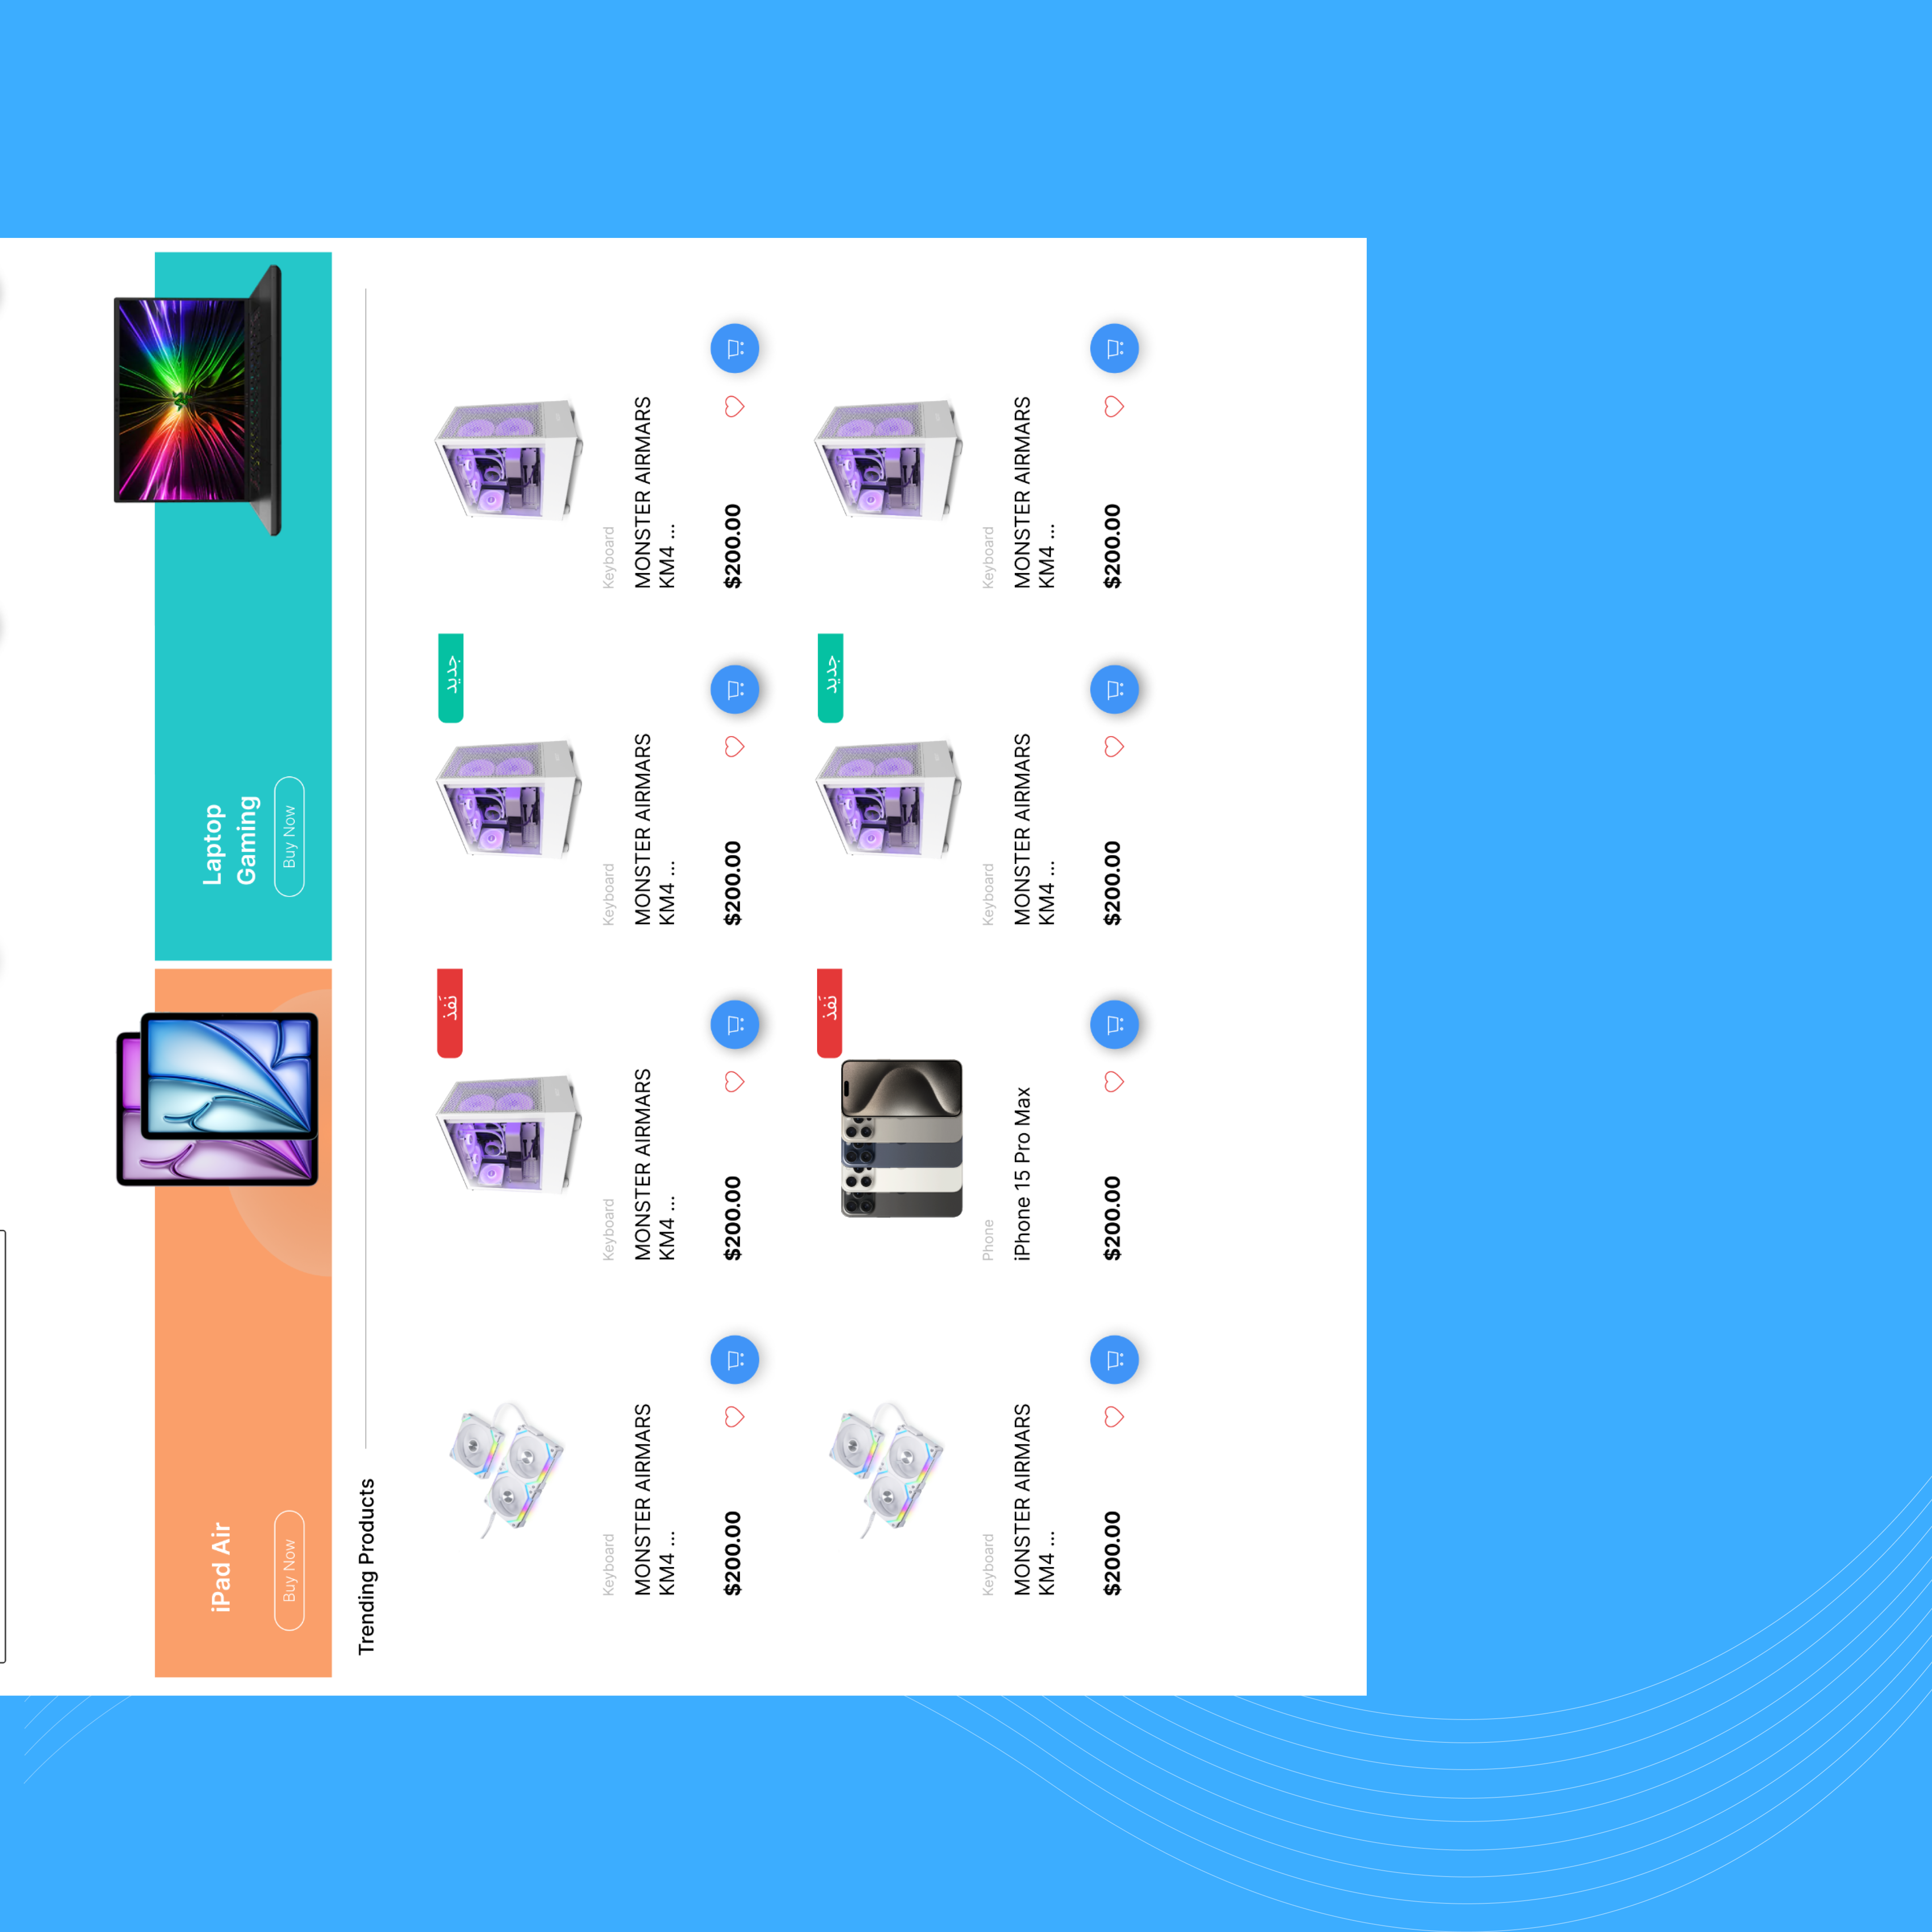 iPad Air
Buy Now
Laptop
Gaming
Buy Now
Trending Products
Keyboard
MONSTER AIRMARS
KM4 ...
$200.00
نَفَذ
Keyboard
MONSTER AIRMARS
KM4 ...
$200.00
جديد
Keyboard
MONSTER AIRMARS
KM4 ...
$200.00
Keyboard
MONSTER AIRMARS
KM4 ...
$200.00
Keyboard
MONSTER AIRMARS
KM4 ...
$200.00
نَفَذ
Phone
iPhone 15 Pro Max
$200.00
جديد
Keyboard
MONSTER AIRMARS
KM4 ...
$200.00
Keyboard
MONSTER AIRMARS
KM4 ...
$200.00